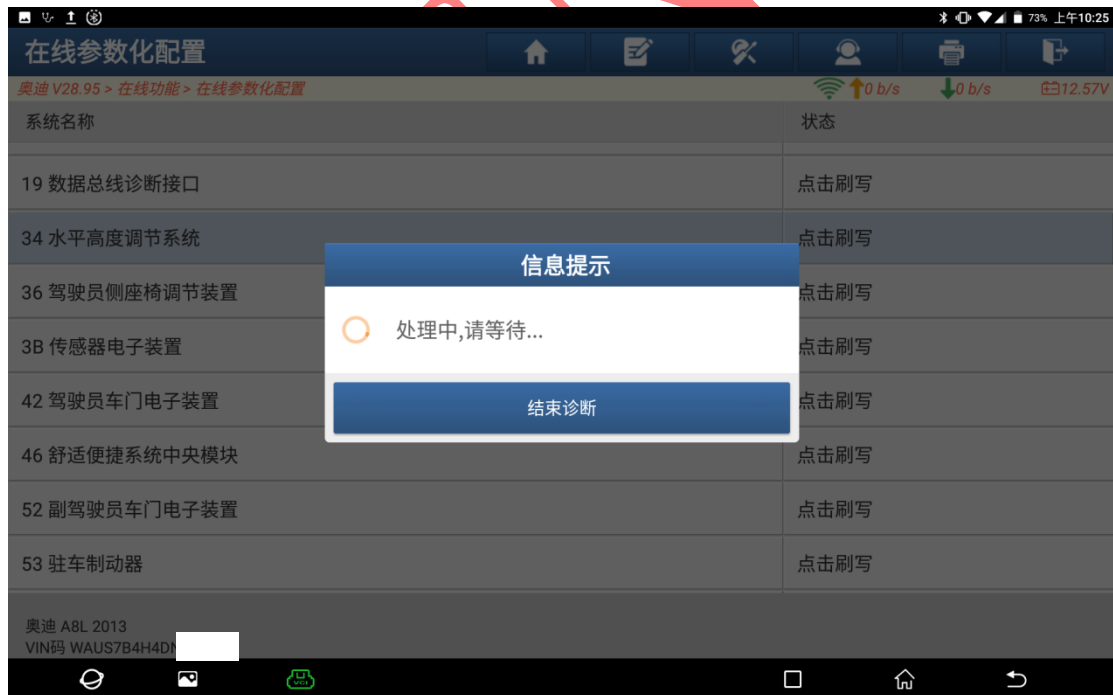 73% 上午10:25
在线参数化配置
奥迪 V28.95 > 在线功能 > 在线参数化配置
0 b/s 0 b/s 12.57V
系统名称 状态
19 数据总线诊断接口 点击刷写
34 水平高度调节系统 点击刷写
信息提示
36 驾驶员侧座椅调节装置 点击刷写
处理中,请等待...
3B 传感器电子装置 点击刷写
42 驾驶员车门电子装置 点击刷写
结束诊断
46 舒适便捷系统中央模块 点击刷写
52 副驾驶员车门电子装置 点击刷写
53 驻车制动器 点击刷写
奥迪 A8L 2013
VIN码 WAUS7B4H4D
VCI